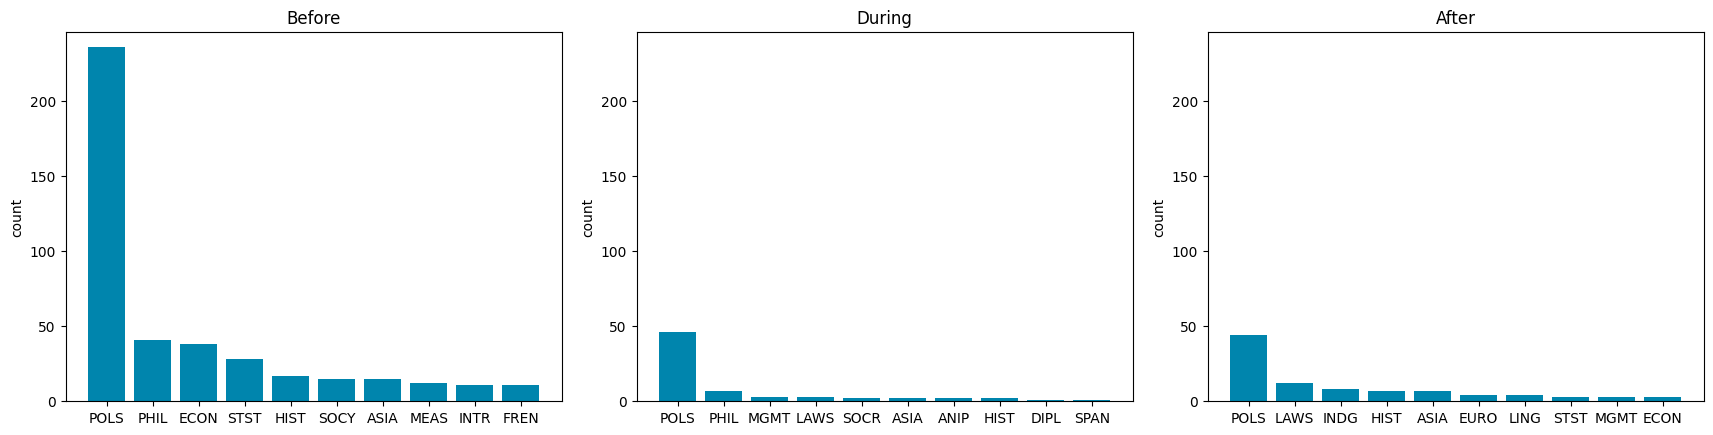 Before
count
200
150
100
50
0
POLS PHIL ECON STST HIST SOCY ASIA MEAS INTR FREN
During
count
200
150
100
50
0
POLS PHIL MGMT LAWS SOCR ASIA ANIP HIST DIPL SPAN
After
count
200
150
100
50
0
POLS LAWS INDG HIST ASIA EURO LING STST MGMT ECON